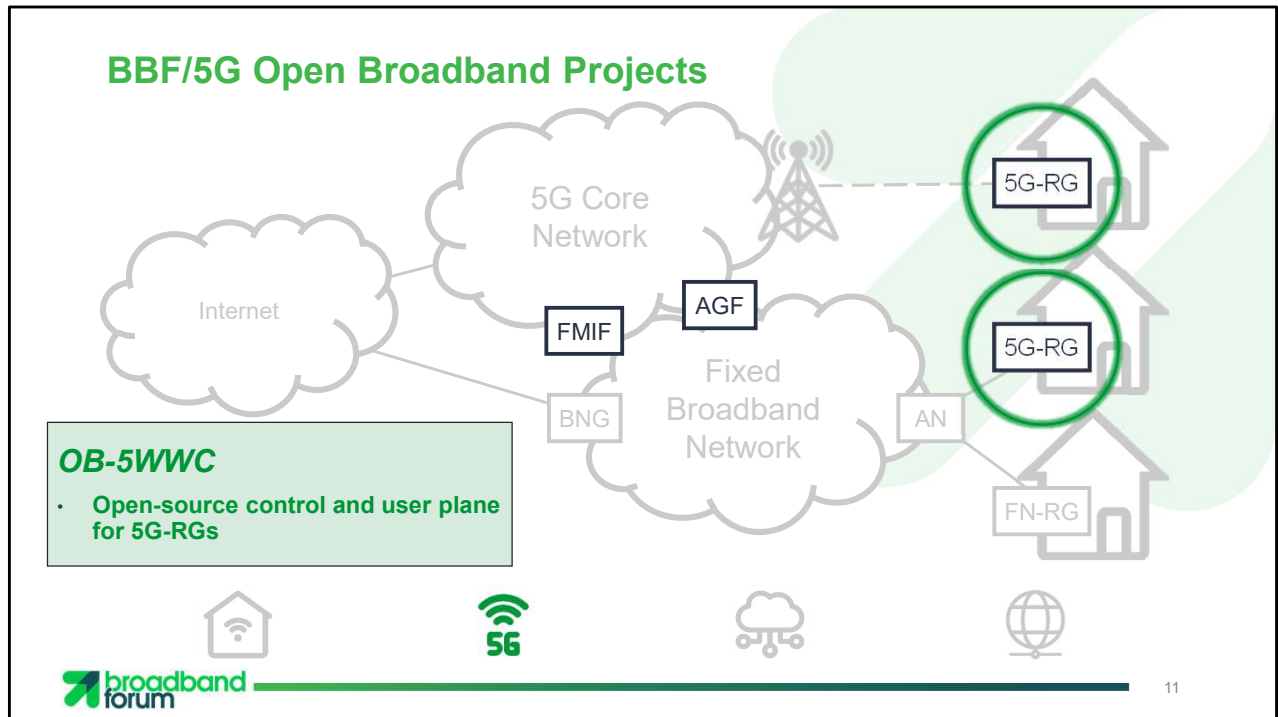 BBF/5G Open Broadband Projects
5G Core
Network
5G-RG
Internet
AGF
FMIF
5G-RG
Fixed
Broadband
Network
BNG
AN
OB-5WWC
• Open-source control and user plane
for 5G-RGs
FN-RG
5G
broadband
forum
11